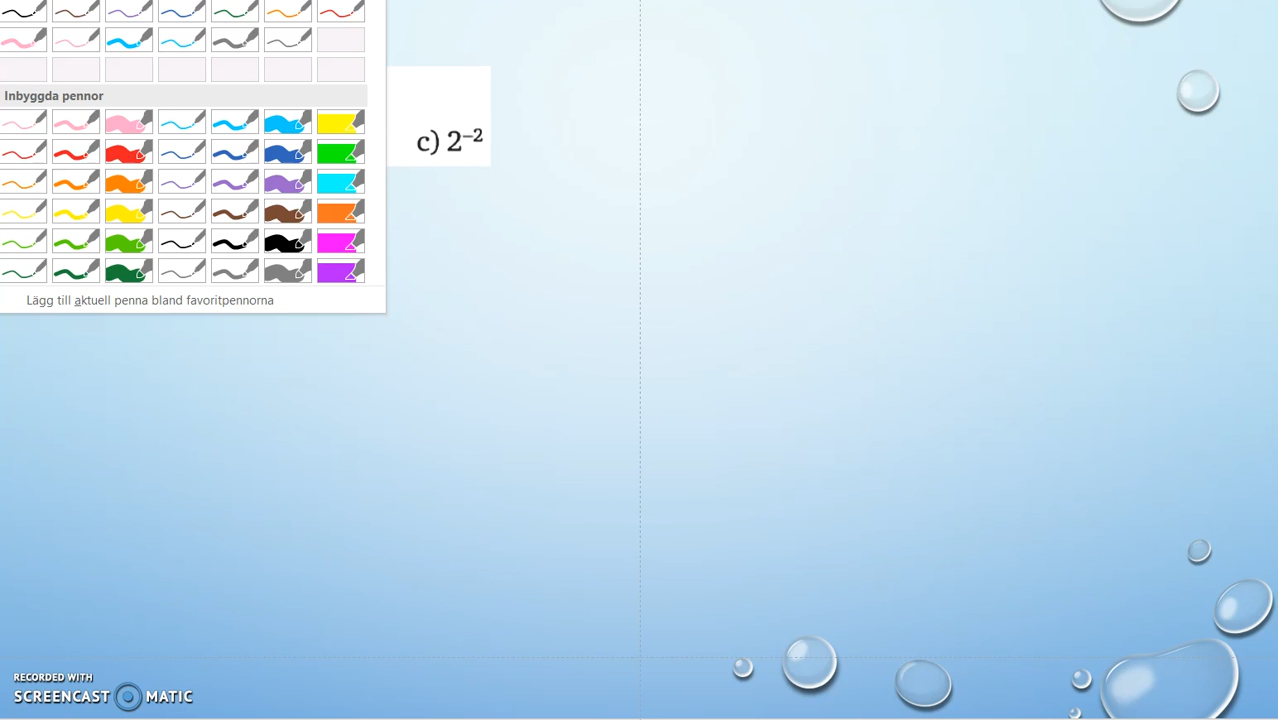 Inbyggda pennor
c) 2⁻²
Lägg till aktuell penna bland favoritpennorna
RECORDED WITH
SCREENCAST MATIC